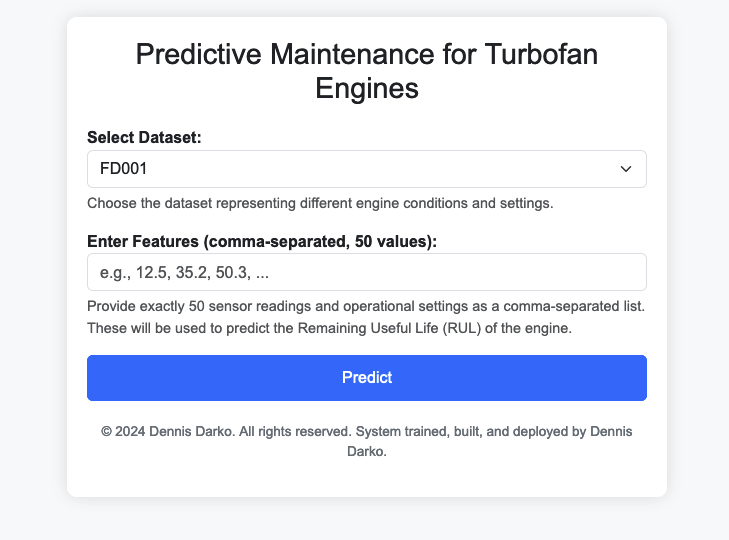 Predictive Maintenance for Turbofan
Engines
Select Dataset:
FD001
Choose the dataset representing different engine conditions and settings.
Enter Features (comma-separated, 50 values):
e.g., 12.5, 35.2, 50.3, ...
Provide exactly 50 sensor readings and operational settings as a comma-separated list.
These will be used to predict the Remaining Useful Life (RUL) of the engine.
Predict
© 2024 Dennis Darko. All rights reserved. System trained, built, and deployed by Dennis
Darko.